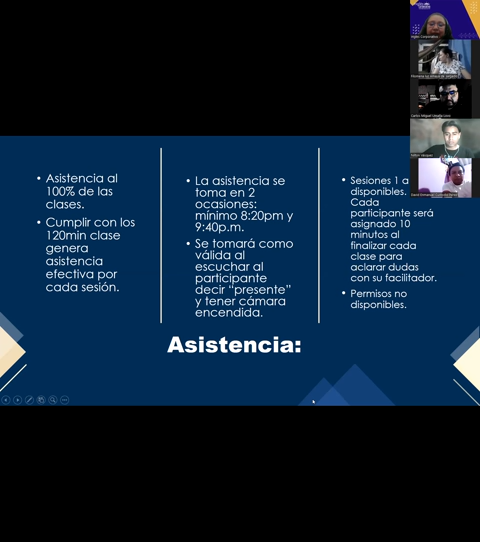 Inglés Corporativo
• Asistencia al
100% de las
clases.
• Cumplir con los
120min clase
genera
asistencia
efectiva por
cada sesión.
• La asistencia se
toma en 2
ocasiones:
mínimo 8:20pm y
9:40p.m.
• Se tomará como
válida al
escuchar al
participante
decir “presente”
y tener cámara
encendida.
• Sesiones 1 a
disponibles.
Cada
participante será
asignado 10
minutos al
finalizar cada
clase para
aclarar dudas
con su facilitador.
• Permisos no
disponibles.
Asistencia: